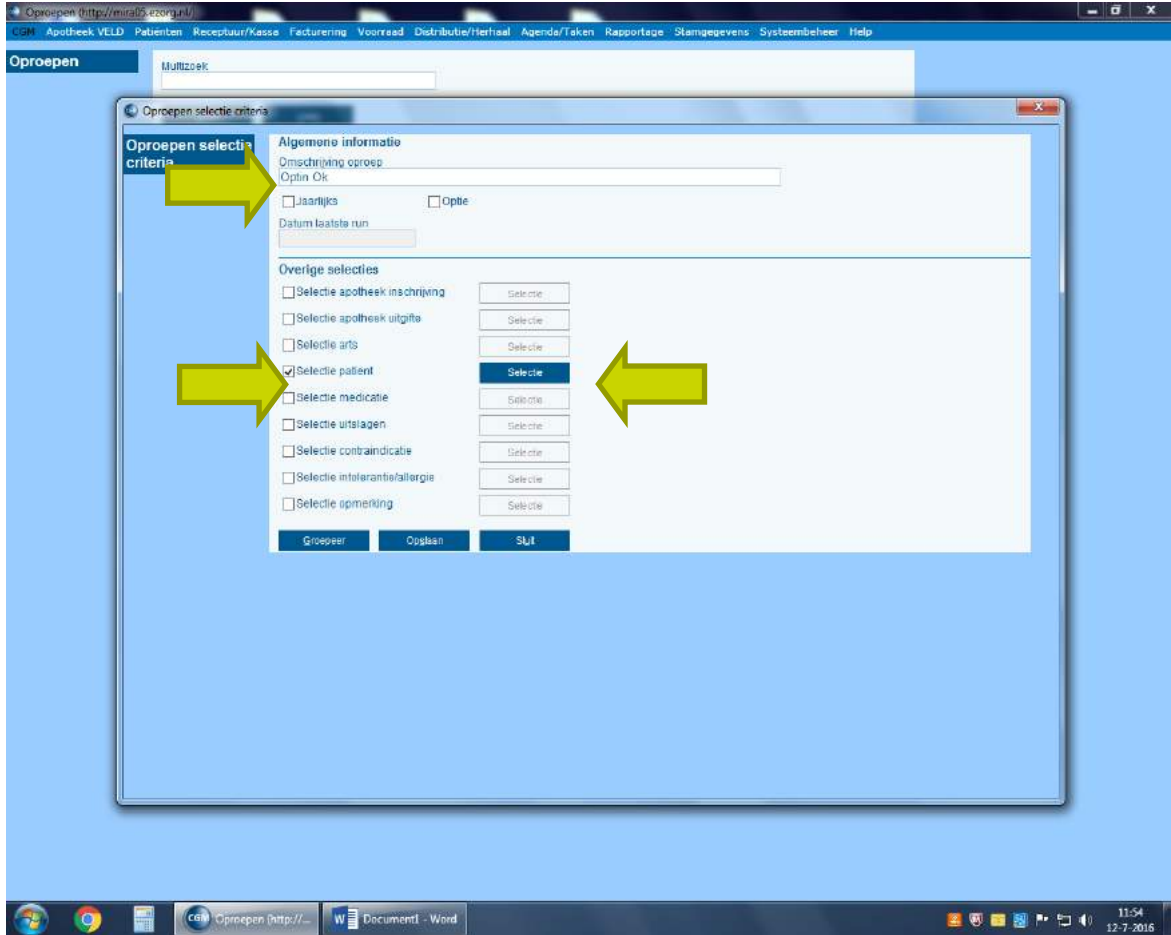 Oproepen (http://mira05.ezorg.nl/)
CGM Apotheek VELD Patiënten Receptuur/Kassa Facturering Voorraad Distributie/Herhaal Agenda/Taken Rapportage Stamgegevens Systeembeheer Help
Oproepen
Multizoek
Oproepen selectie criteria
Oproepen selectie
criteria
Algemene informatie
Omschrijving oproep
Optin Ok
Jaarlijks Optie
Datum laatste run
Overige selecties
Selectie apotheek inschrijving Selectie
Selectie apotheek uitgifte Selectie
Selectie arts Selectie
Selectie patient Selectie
Selectie medicatie Selectie
Selectie uitslagen Selectie
Selectie contraindicatie Selectie
Selectie intolerantie/allergie Selectie
Selectie opmerking Selectie
Groepeer Opslaan Sluit
CGM Oproepen (http://... Document1 - Word
11:54
12-7-2016